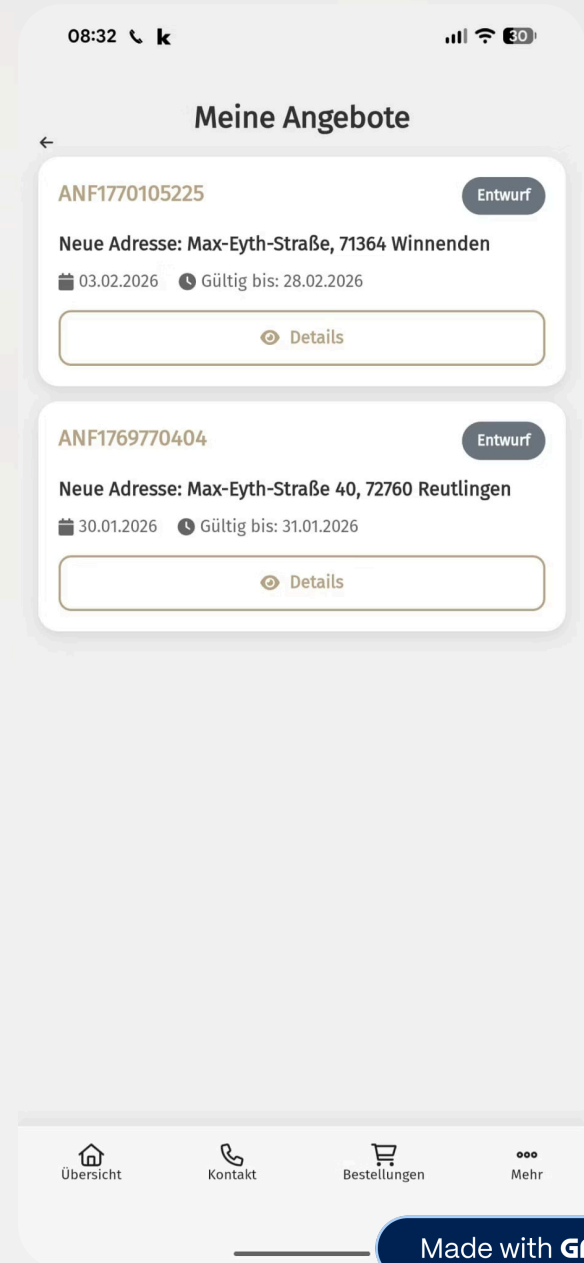 08:32 k 30
Meine Angebote
ANF1770105225 Entwurf
Neue Adresse: Max-Eyth-Straße, 71364 Winnenden
03.02.2026 Gültig bis: 28.02.2026
Details
ANF1769770404 Entwurf
Neue Adresse: Max-Eyth-Straße 40, 72760 Reutlingen
30.01.2026 Gültig bis: 31.01.2026
Details
Übersicht Kontakt Bestellungen Mehr
Made with